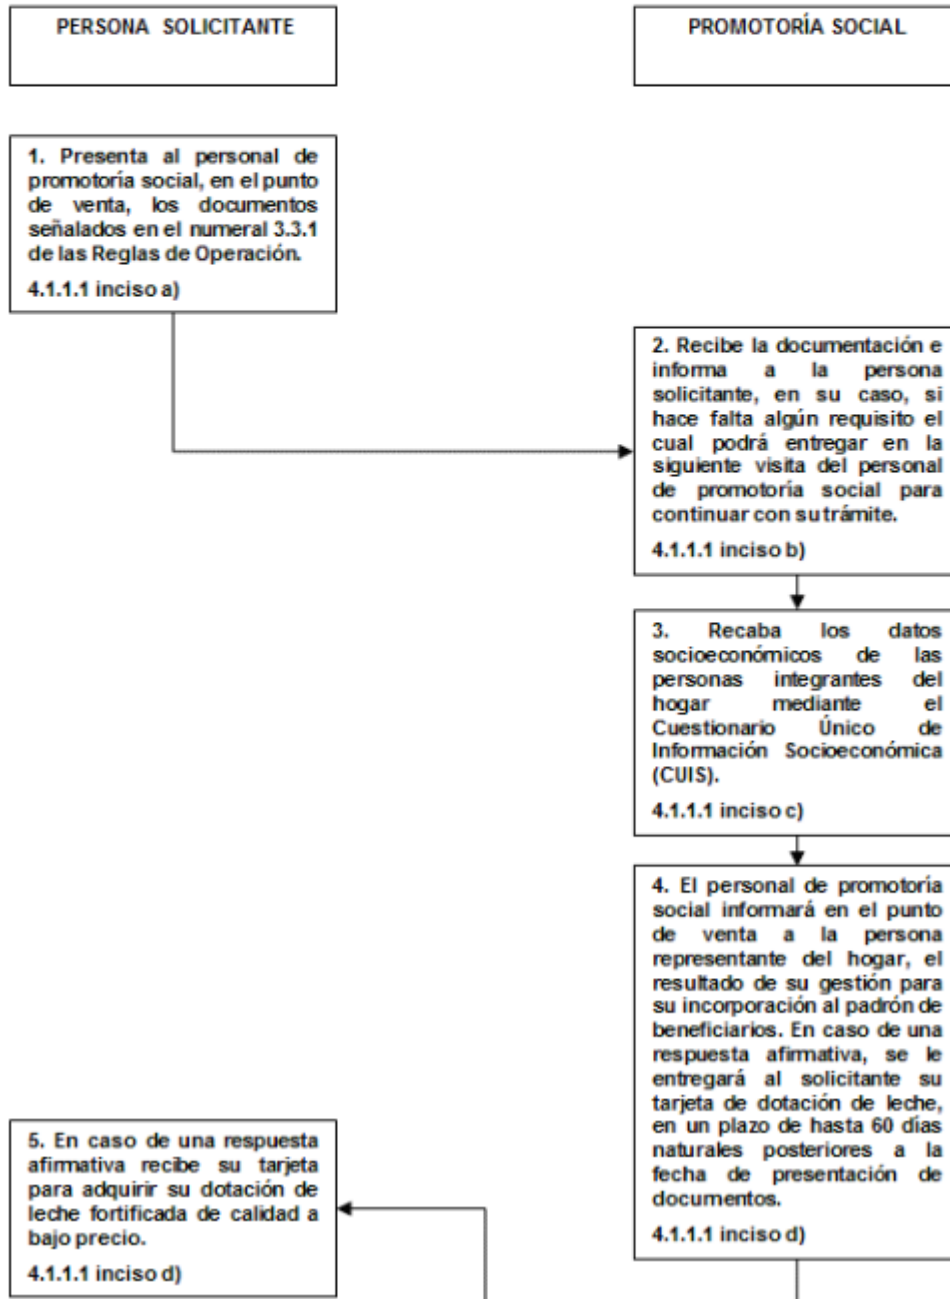 PERSONA SOLICITANTE
PROMOTORÍA SOCIAL
1. Presenta al personal de
promotoría social, en el punto
de venta, los documentos
señalados en el numeral 3.3.1
de las Reglas de Operación.
4.1.1.1 inciso a)
2. Recibe la documentación e
informa a la persona
solicitante, en su caso, si
hace falta algún requisito el
cual podrá entregar en la
siguiente visita del personal
de promotoría social para
continuar con su trámite.
4.1.1.1 inciso b)
3. Recaba los datos
socioeconómicos de las
personas integrantes del
hogar mediante el
Cuestionario Único de
Información Socioeconómica
(CUIS).
4.1.1.1 inciso c)
4. El personal de promotoría
social informará en el punto
de venta a la persona
representante del hogar, el
resultado de su gestión para
su incorporación al padrón de
beneficiarios. En caso de una
respuesta afirmativa, se le
entregará al solicitante su
tarjeta de dotación de leche,
en un plazo de hasta 60 días
naturales posteriores a la
fecha de presentación de
documentos.
4.1.1.1 inciso d)
5. En caso de una respuesta
afirmativa recibe su tarjeta
para adquirir su dotación de
leche fortificada de calidad a
bajo precio.
4.1.1.1 inciso d)